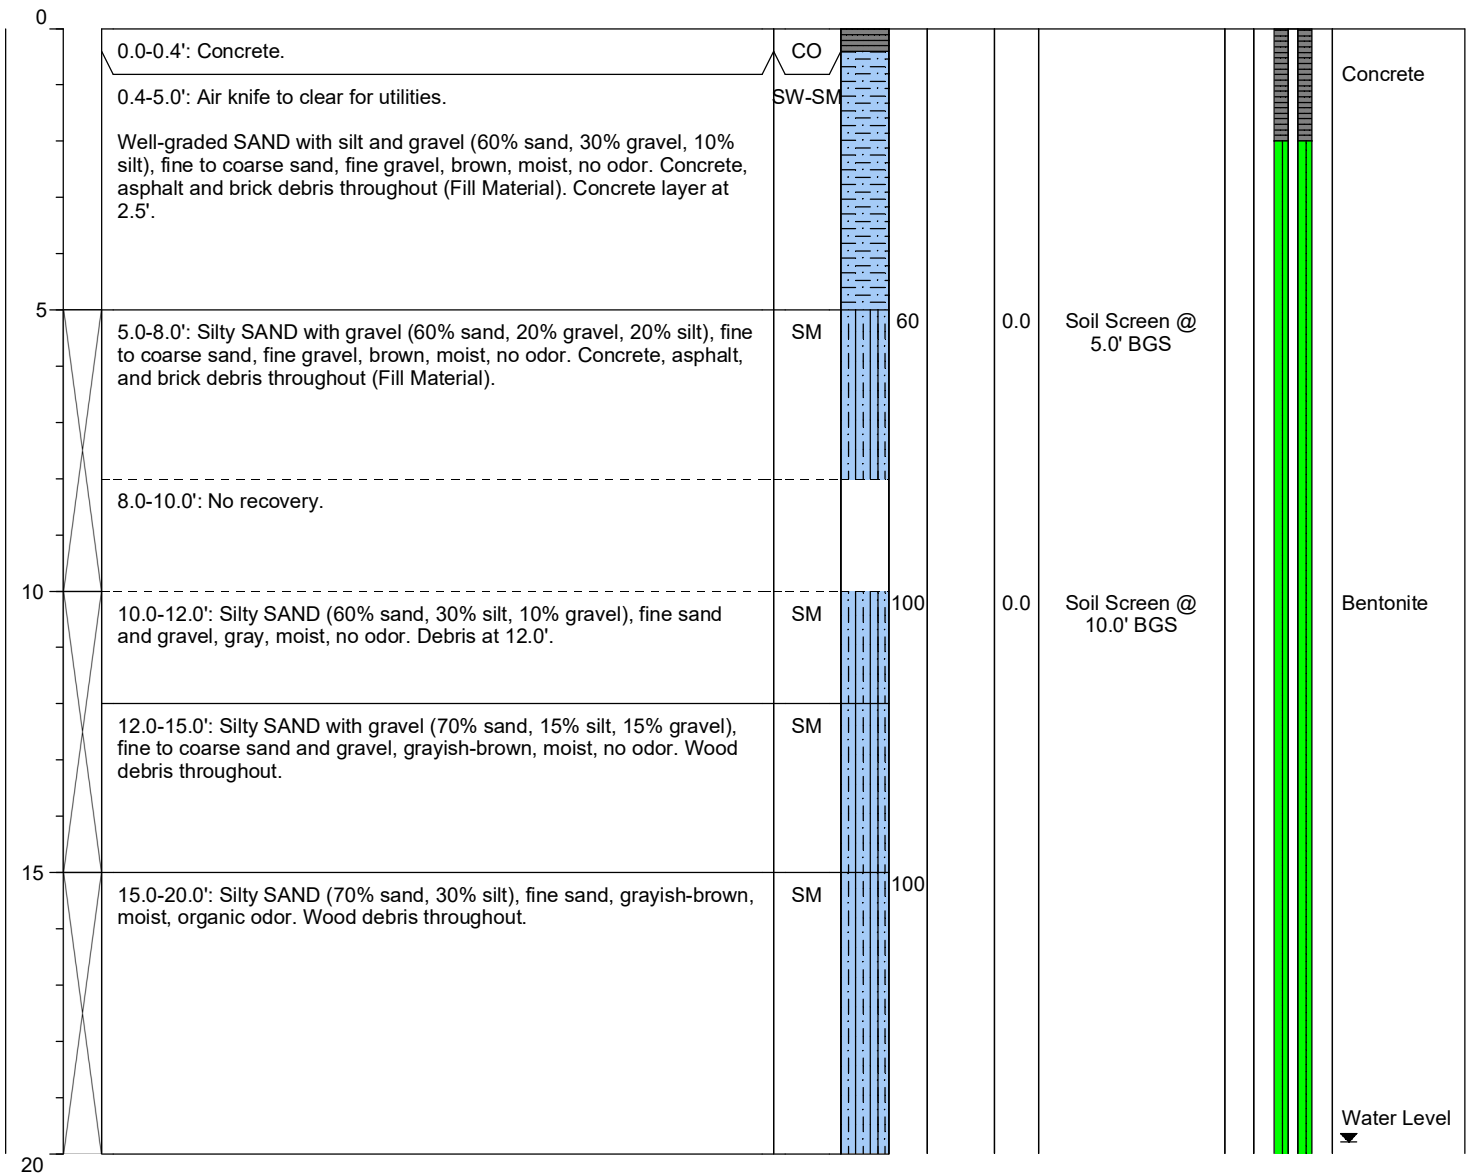 0
0.0-0.4': Concrete.
CO
Concrete
0.4-5.0': Air knife to clear for utilities.
SW-SM
Well-graded SAND with silt and gravel (60% sand, 30% gravel, 10%
silt), fine to coarse sand, fine gravel, brown, moist, no odor. Concrete,
asphalt and brick debris throughout (Fill Material). Concrete layer at
2.5'.
5
5.0-8.0': Silty SAND with gravel (60% sand, 20% gravel, 20% silt), fine
to coarse sand, fine gravel, brown, moist, no odor. Concrete, asphalt,
and brick debris throughout (Fill Material).
SM
60
0.0
Soil Screen @
5.0' BGS
8.0-10.0': No recovery.
10
10.0-12.0': Silty SAND (60% sand, 30% silt, 10% gravel), fine sand
and gravel, gray, moist, no odor. Debris at 12.0'.
SM
100
0.0
Soil Screen @
10.0' BGS
Bentonite
12.0-15.0': Silty SAND with gravel (70% sand, 15% silt, 15% gravel),
fine to coarse sand and gravel, grayish-brown, moist, no odor. Wood
debris throughout.
SM
15
15.0-20.0': Silty SAND (70% sand, 30% silt), fine sand, grayish-brown,
moist, organic odor. Wood debris throughout.
SM
100
Water Level
20